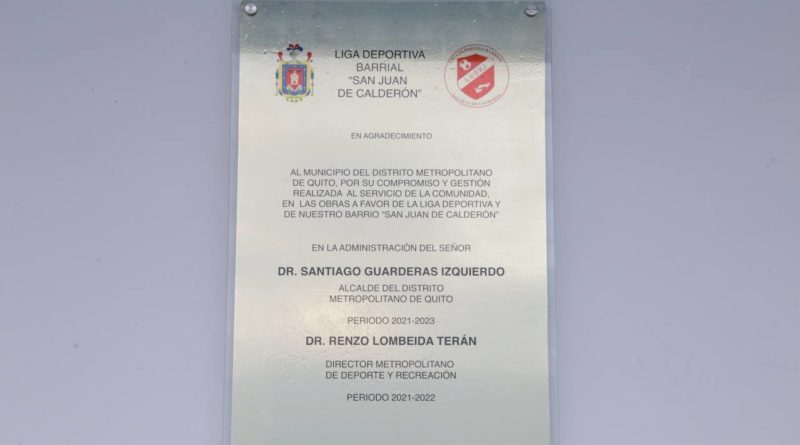 LIGA DEPORTIVA
BARRIAL
“SAN JUAN
DE CALDERÓN”
EN AGRADECIMIENTO
AL MUNICIPIO DEL DISTRITO METROPOLITANO
DE QUITO, POR SU COMPROMISO Y GESTIÓN
REALIZADA AL SERVICIO DE LA COMUNIDAD,
EN LAS OBRAS A FAVOR DE LA LIGA DEPORTIVA Y
DE NUESTRO BARRIO “SAN JUAN DE CALDERÓN”
EN LA ADMINISTRACIÓN DEL SEÑOR
DR. SANTIAGO GUARDERAS IZQUIERDO
ALCALDE DEL DISTRITO
METROPOLITANO DE QUITO
PERIODO 2021-2023
DR. RENZO LOMBEIDA TERÁN
DIRECTOR METROPOLITANO
DE DEPORTE Y RECREACIÓN
PERIODO 2021-2022